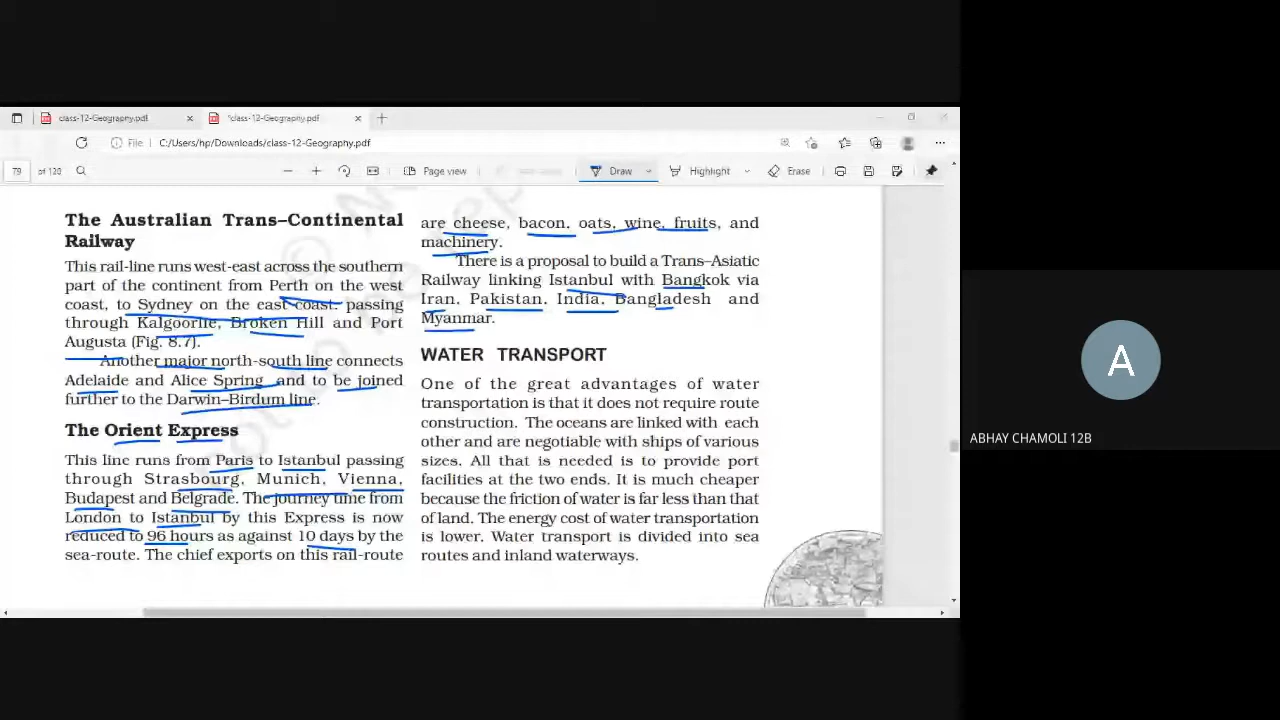 class-12-Geography.pdf
*class-12-Geography.pdf
File
C:/Users/hp/Downloads/class-12-Geography.pdf
79 of 120
Page view
Draw
Highlight
Erase
The Australian Trans–Continental
Railway
This rail-line runs west-east across the southern
part of the continent from Perth on the west
coast, to Sydney on the east coast. passing
through Kalgoorlie, Broken Hill and Port
Augusta (Fig. 8.7).
Another major north-south line connects
Adelaide and Alice Spring and to be joined
further to the Darwin–Birdum line.
The Orient Express
This line runs from Paris to Istanbul passing
through Strasbourg, Munich, Vienna,
Budapest and Belgrade. The journey time from
London to Istanbul by this Express is now
reduced to 96 hours as against 10 days by the
sea-route. The chief exports on this rail-route
are cheese, bacon, oats, wine, fruits, and
machinery.
There is a proposal to build a Trans–Asiatic
Railway linking Istanbul with Bangkok via
Iran, Pakistan, India, Bangladesh and
Myanmar.
WATER TRANSPORT
One of the great advantages of water
transportation is that it does not require route
construction. The oceans are linked with each
other and are negotiable with ships of various
sizes. All that is needed is to provide port
facilities at the two ends. It is much cheaper
because the friction of water is far less than that
of land. The energy cost of water transportation
is lower. Water transport is divided into sea
routes and inland waterways.
A
ABHAY CHAMOLI 12B